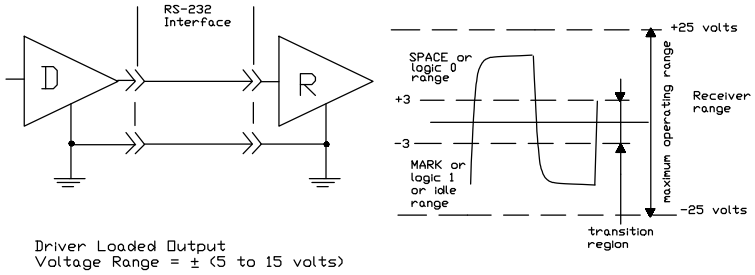 RS-232
Interface
D
R
Driver Loaded Output
Voltage Range = ± (5 to 15 volts)
+25 volts
SPACE or
logic 0
range
+3
-3
MARK or
logic 1
or idle
range
maximum operating range
Receiver
range
-25 volts
transition
region